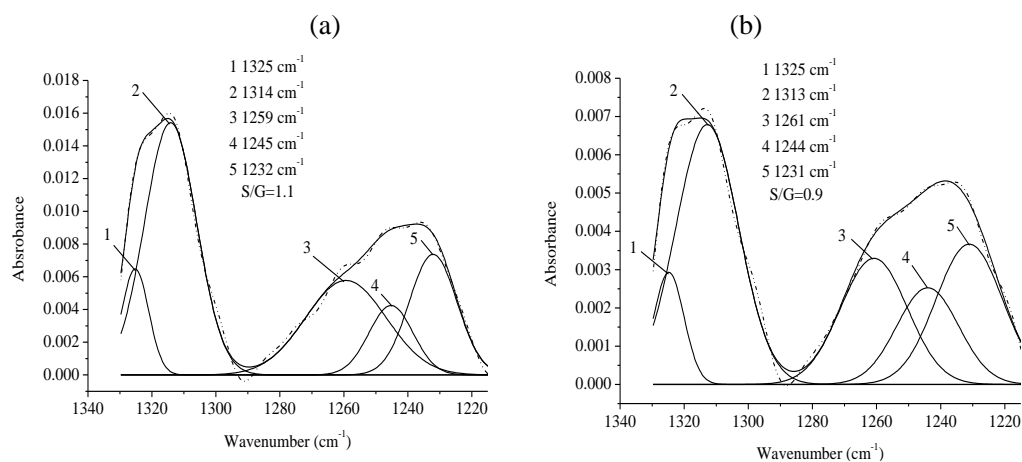 (a)
1 1325 cm-1
2 1314 cm-1
3 1259 cm-1
4 1245 cm-1
5 1232 cm-1
S/G=1.1
0.018
0.016
0.014
0.012
0.010
0.008
0.006
0.004
0.002
0.000
Absrobance
1
2
3
4
5
1340 1320 1300 1280 1260 1240 1220
Wavenumber (cm-1)
(b)
1 1325 cm-1
2 1313 cm-1
3 1261 cm-1
4 1244 cm-1
5 1231 cm-1
S/G=0.9
0.008
0.007
0.006
0.005
0.004
0.003
0.002
0.001
0.000
Absorbance
1
2
3
4
5
1340 1320 1300 1280 1260 1240 1220
Wavenumber (cm-1)